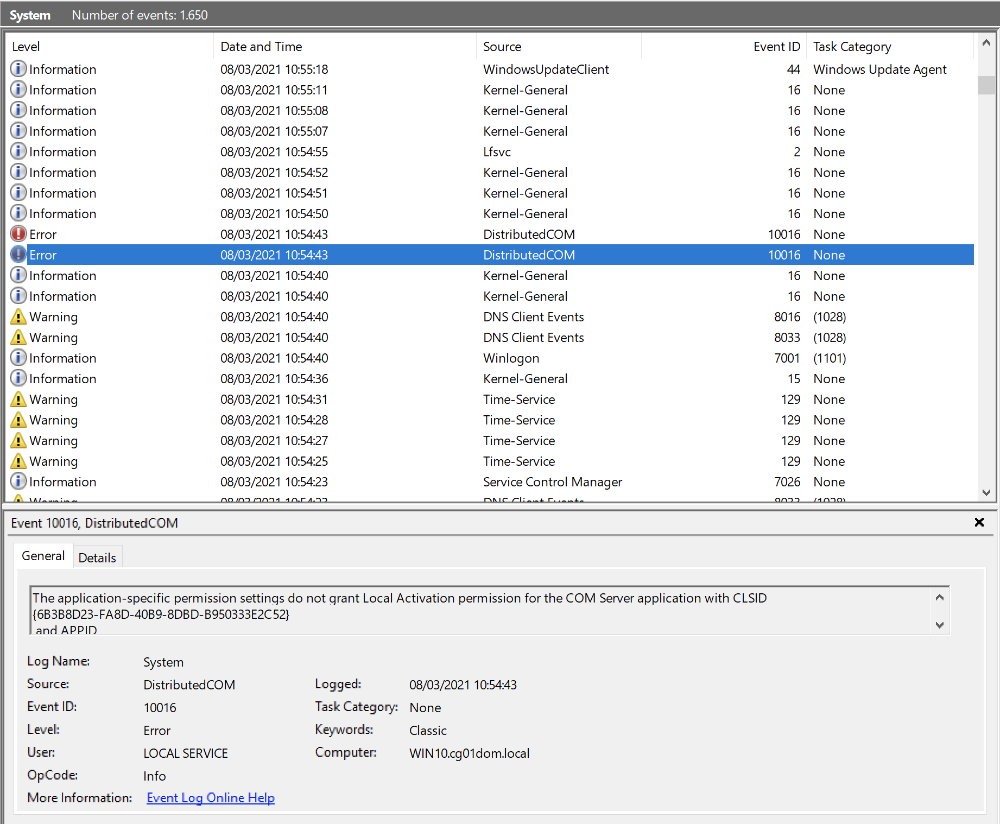 System Number of events: 1.650
Level Date and Time Source Event ID Task Category
Information 08/03/2021 10:55:18 WindowsUpdateClient 44 Windows Update Agent
Information 08/03/2021 10:55:11 Kernel-General 16 None
Information 08/03/2021 10:55:08 Kernel-General 16 None
Information 08/03/2021 10:55:07 Kernel-General 16 None
Information 08/03/2021 10:54:55 Lfsvc 2 None
Information 08/03/2021 10:54:52 Kernel-General 16 None
Information 08/03/2021 10:54:51 Kernel-General 16 None
Information 08/03/2021 10:54:50 Kernel-General 16 None
Error 08/03/2021 10:54:43 DistributedCOM 10016 None
Error 08/03/2021 10:54:43 DistributedCOM 10016 None
Information 08/03/2021 10:54:40 Kernel-General 16 None
Information 08/03/2021 10:54:40 Kernel-General 16 None
Warning 08/03/2021 10:54:40 DNS Client Events 8016 (1028)
Warning 08/03/2021 10:54:40 DNS Client Events 8033 (1028)
Information 08/03/2021 10:54:40 Winlogon 7001 (1101)
Information 08/03/2021 10:54:36 Kernel-General 15 None
Warning 08/03/2021 10:54:31 Time-Service 129 None
Warning 08/03/2021 10:54:28 Time-Service 129 None
Warning 08/03/2021 10:54:27 Time-Service 129 None
Warning 08/03/2021 10:54:25 Time-Service 129 None
Information 08/03/2021 10:54:23 Service Control Manager 7026 None
Warning 08/03/2021 10:54:23 DNS Client Events 8033 (1028)
Event 10016, DistributedCOM
General Details
The application-specific permission settings do not grant Local Activation permission for the COM Server application with CLSID
{6B3B8D23-FA8D-40B9-8DBD-B950333E2C52}
and APPID
Log Name: System
Source: DistributedCOM Logged: 08/03/2021 10:54:43
Event ID: 10016 Task Category: None
Level: Error Keywords: Classic
User: LOCAL SERVICE Computer: WIN10.cg01dom.local
OpCode: Info
More Information: Event Log Online Help